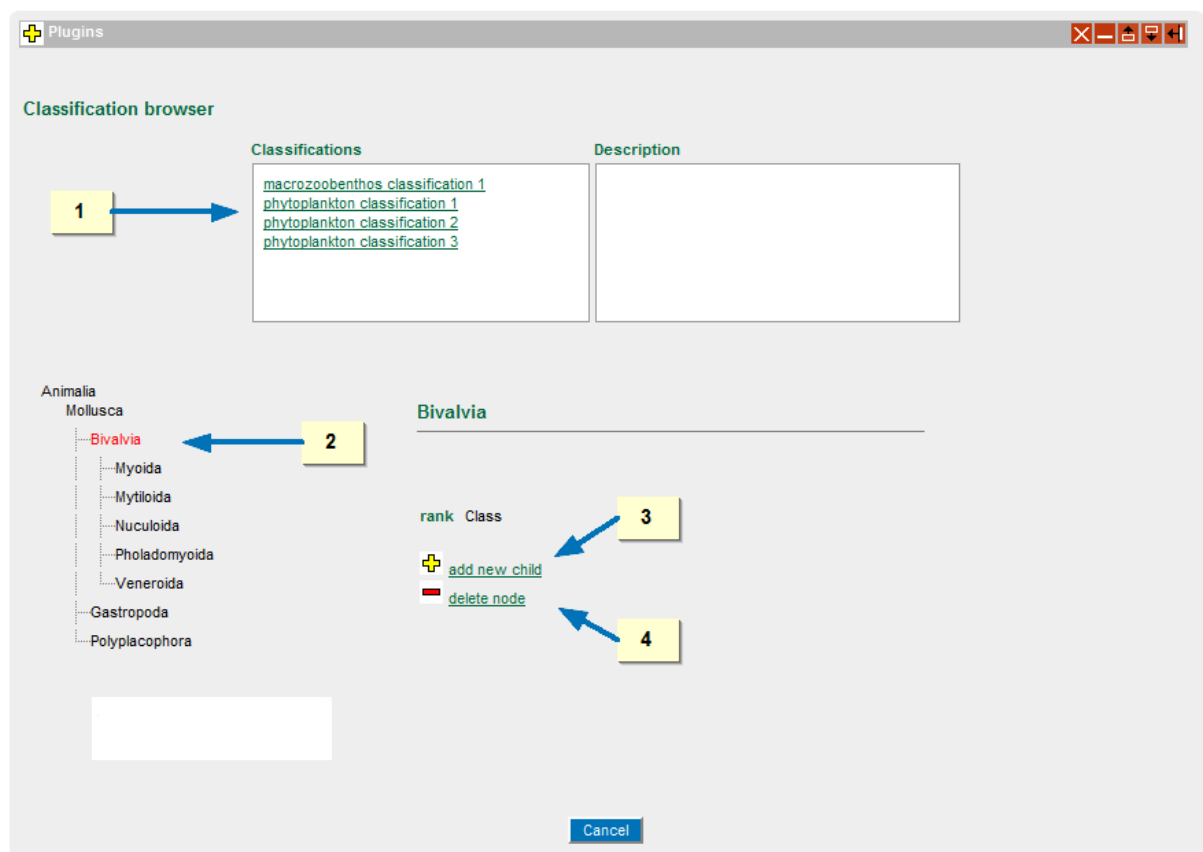 Plugins
Classification browser
Classifications
Description
macrozoobenthos classification 1
phytoplankton classification 1
phytoplankton classification 2
phytoplankton classification 3
1
Animalia
Mollusca
Bivalvia
2
Myoida
Mytiloida
Nuculoida
Pholadomyoida
Veneroida
Gastropoda
Polyplacophora
Bivalvia
rank Class
3
add new child
delete node
4
Cancel